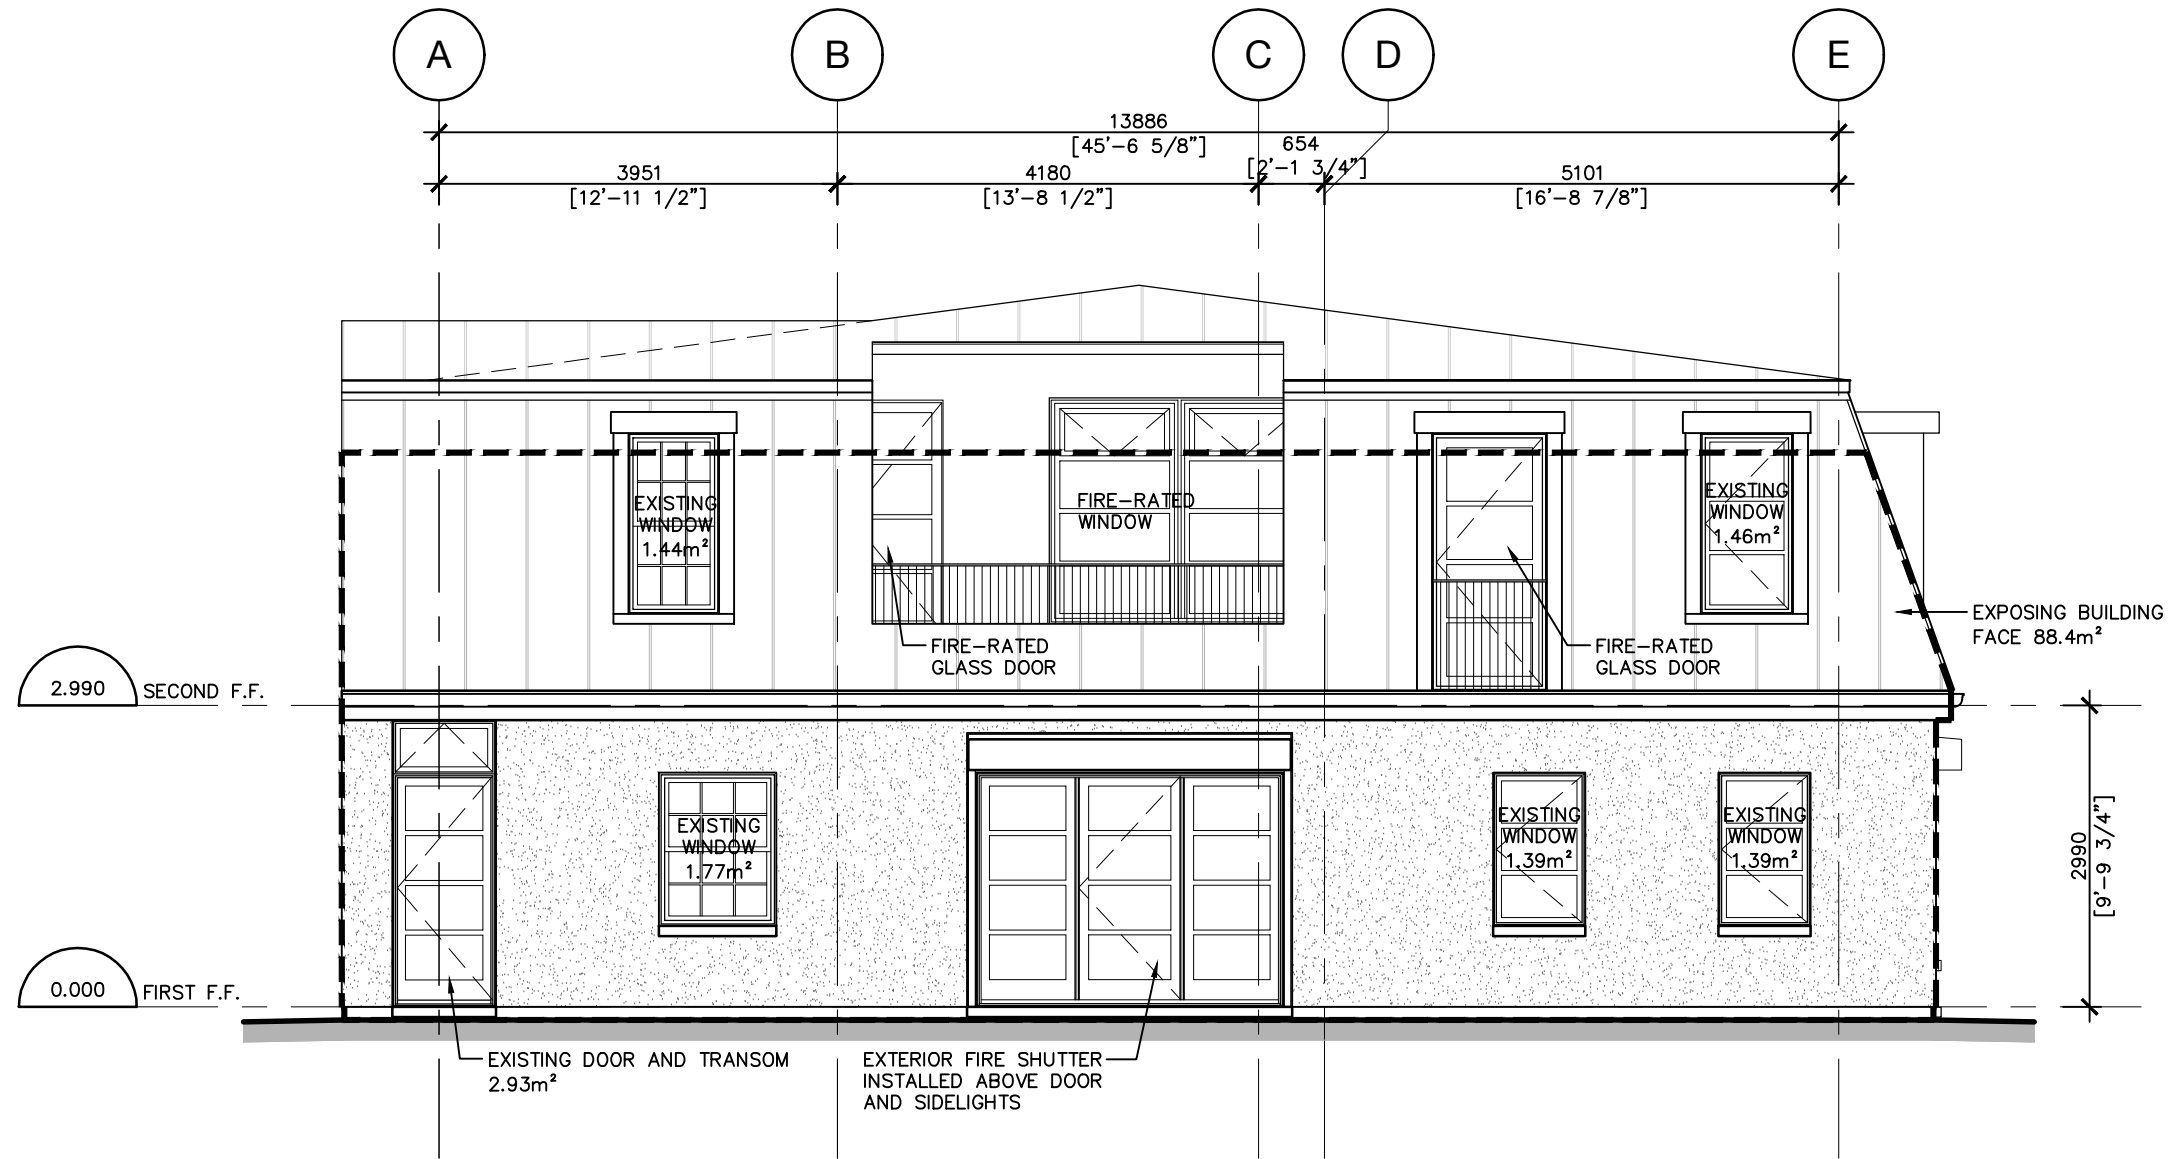 A B C D E
13886
[45'-6 5/8"]
654
[2'-1 3/4"]
3951
[12'-11 1/2"]
4180
[13'-8 1/2"]
5101
[16'-8 7/8"]
EXISTING
WINDOW
1.44m²
FIRE-RATED
WINDOW
EXISTING
WINDOW
1.46m²
EXPOSING BUILDING
FACE 88.4m²
FIRE-RATED
GLASS DOOR
FIRE-RATED
GLASS DOOR
2.990 SECOND F.F.
EXISTING
WINDOW
1.77m²
EXISTING
WINDOW
1.39m²
EXISTING
WINDOW
1.39m²
2990
[9'-9 3/4"]
0.000 FIRST F.F.
EXISTING DOOR AND TRANSOM
2.93m²
EXTERIOR FIRE SHUTTER
INSTALLED ABOVE DOOR
AND SIDELIGHTS